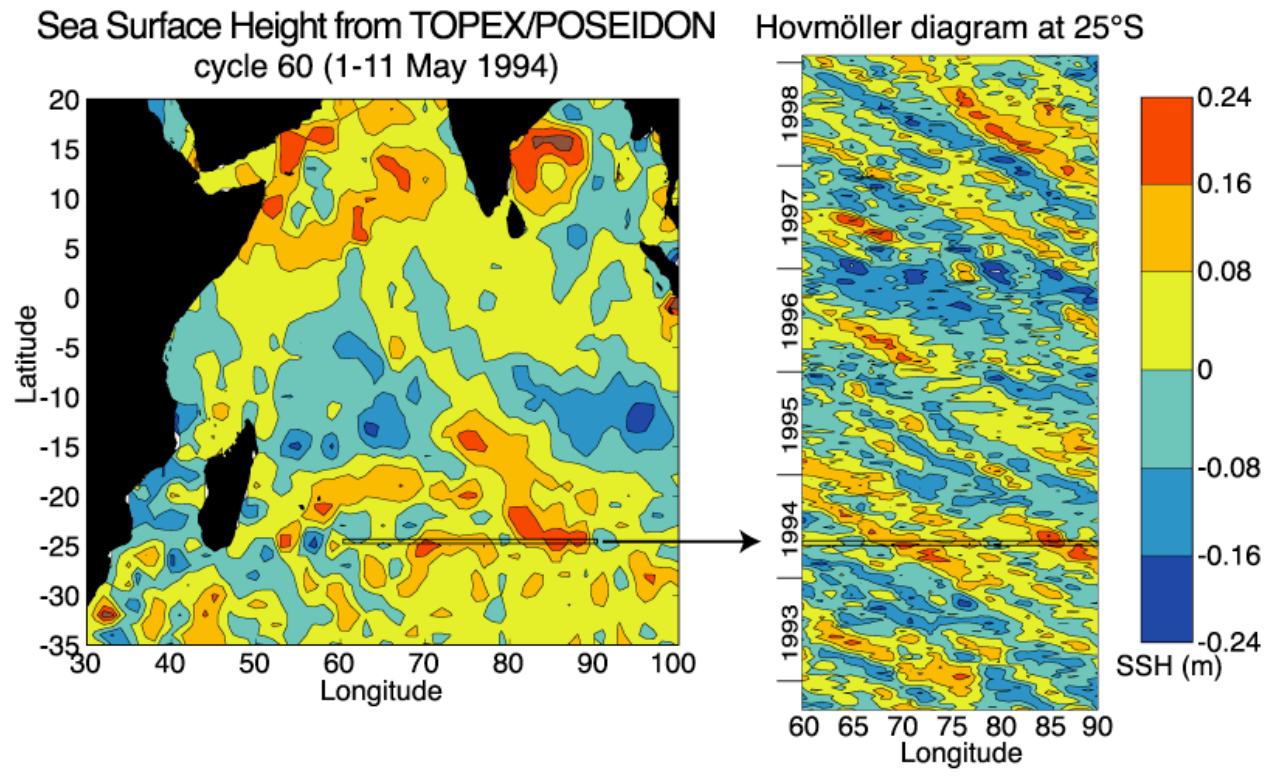 Sea Surface Height from TOPEX/POSEIDON
cycle 60 (1-11 May 1994)
20
15
10
5
0
-5
-10
-15
-20
-25
-30
-35
Latitude
30 40 50 60 70 80 90 100
Longitude
Hovmöller diagram at 25°S
1998
1997
1996
1995
1994
1993
60 65 70 75 80 85 90
Longitude
0.24
0.16
0.08
0
-0.08
-0.16
-0.24
SSH (m)